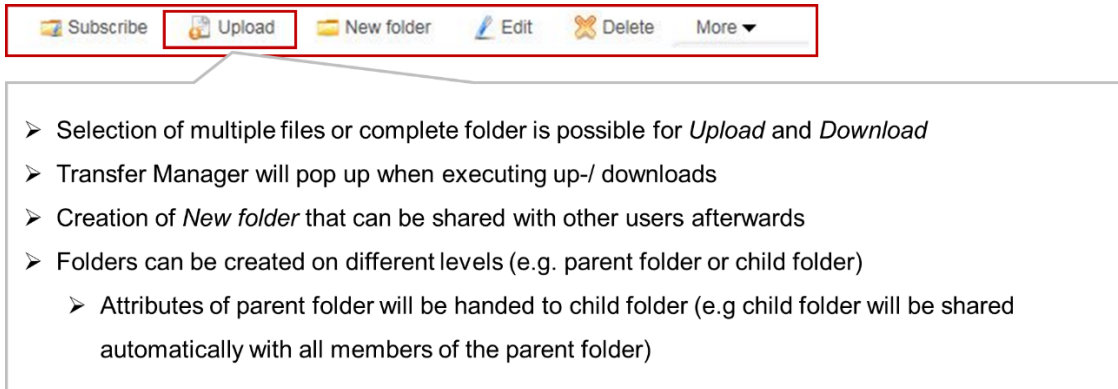 Subscribe Upload New folder Edit Delete More
Selection of multiple files or complete folder is possible for Upload and Download
Transfer Manager will pop up when executing up-/ downloads
Creation of New folder that can be shared with other users afterwards
Folders can be created on different levels (e.g. parent folder or child folder)
Attributes of parent folder will be handed to child folder (e.g child folder will be shared
automatically with all members of the parent folder)